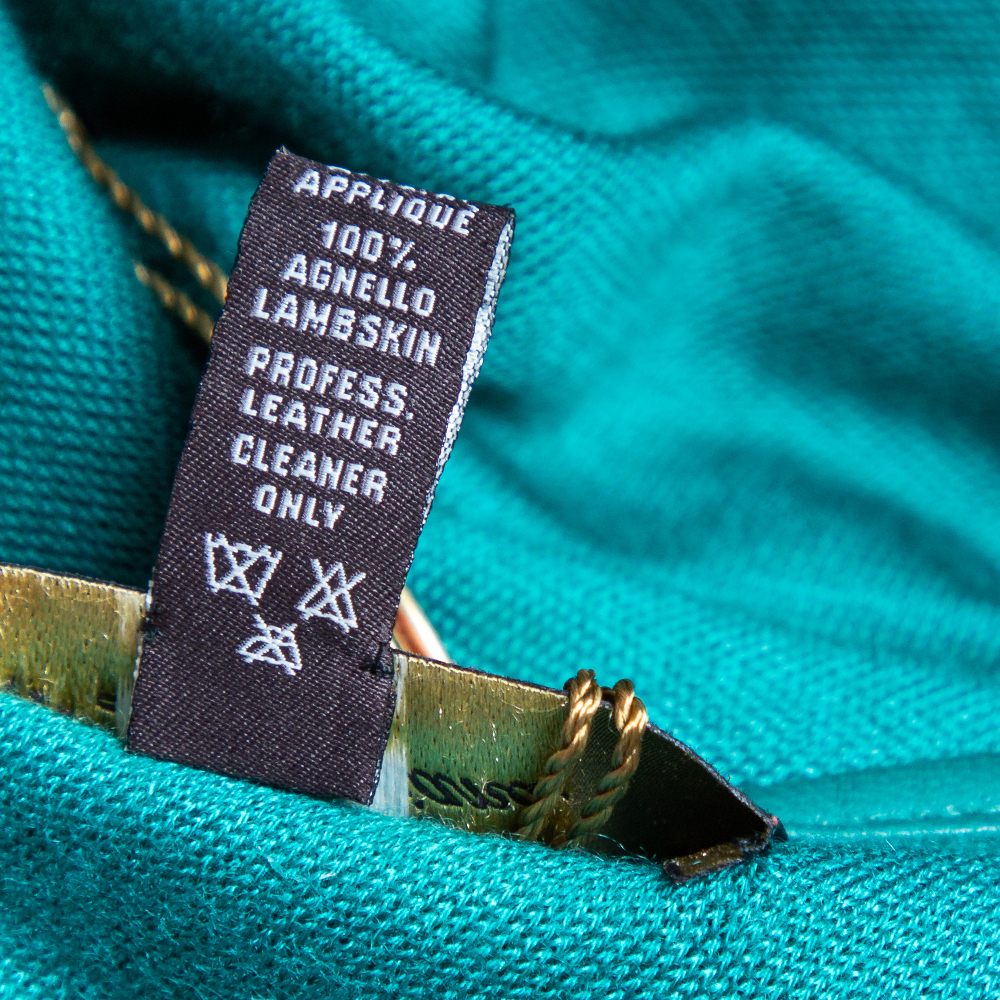 APPLIQUE
100%
AGNELLO
LAMBSKIN
PROFESS.
LEATHER
CLEANER
ONLY